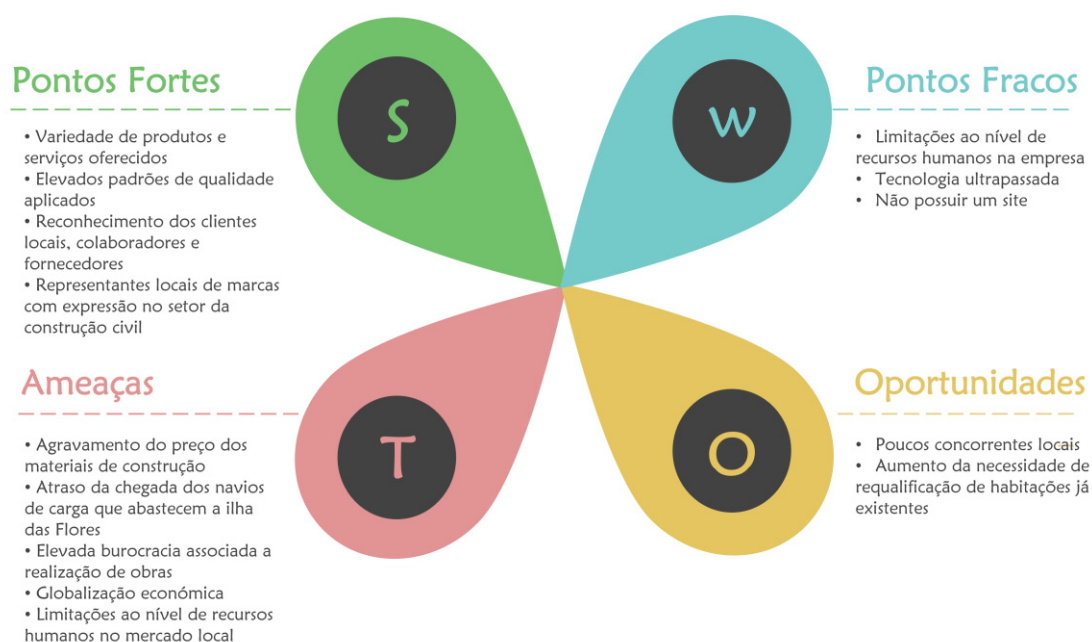 Pontos Fortes
• Variedade de produtos e
serviços oferecidos
• Elevados padrões de qualidade
aplicados
• Reconhecimento dos clientes
locais, colaboradores e
fornecedores
• Representantes locais de marcas
com expressão no setor da
construção civil
S
W
Pontos Fracos
• Limitações ao nível de
recursos humanos na empresa
• Tecnologia ultrapassada
• Não possuir um site
Ameaças
• Agravamento do preço dos
materiais de construção
• Atraso da chegada dos navios
de carga que abastecem a ilha
das Flores
• Elevada burocracia associada a
realização de obras
• Globalização económica
• Limitações ao nível de recursos
humanos no mercado local
T
O
Oportunidades
• Poucos concorrentes locais
• Aumento da necessidade de
requalificação de habitações já
existentes